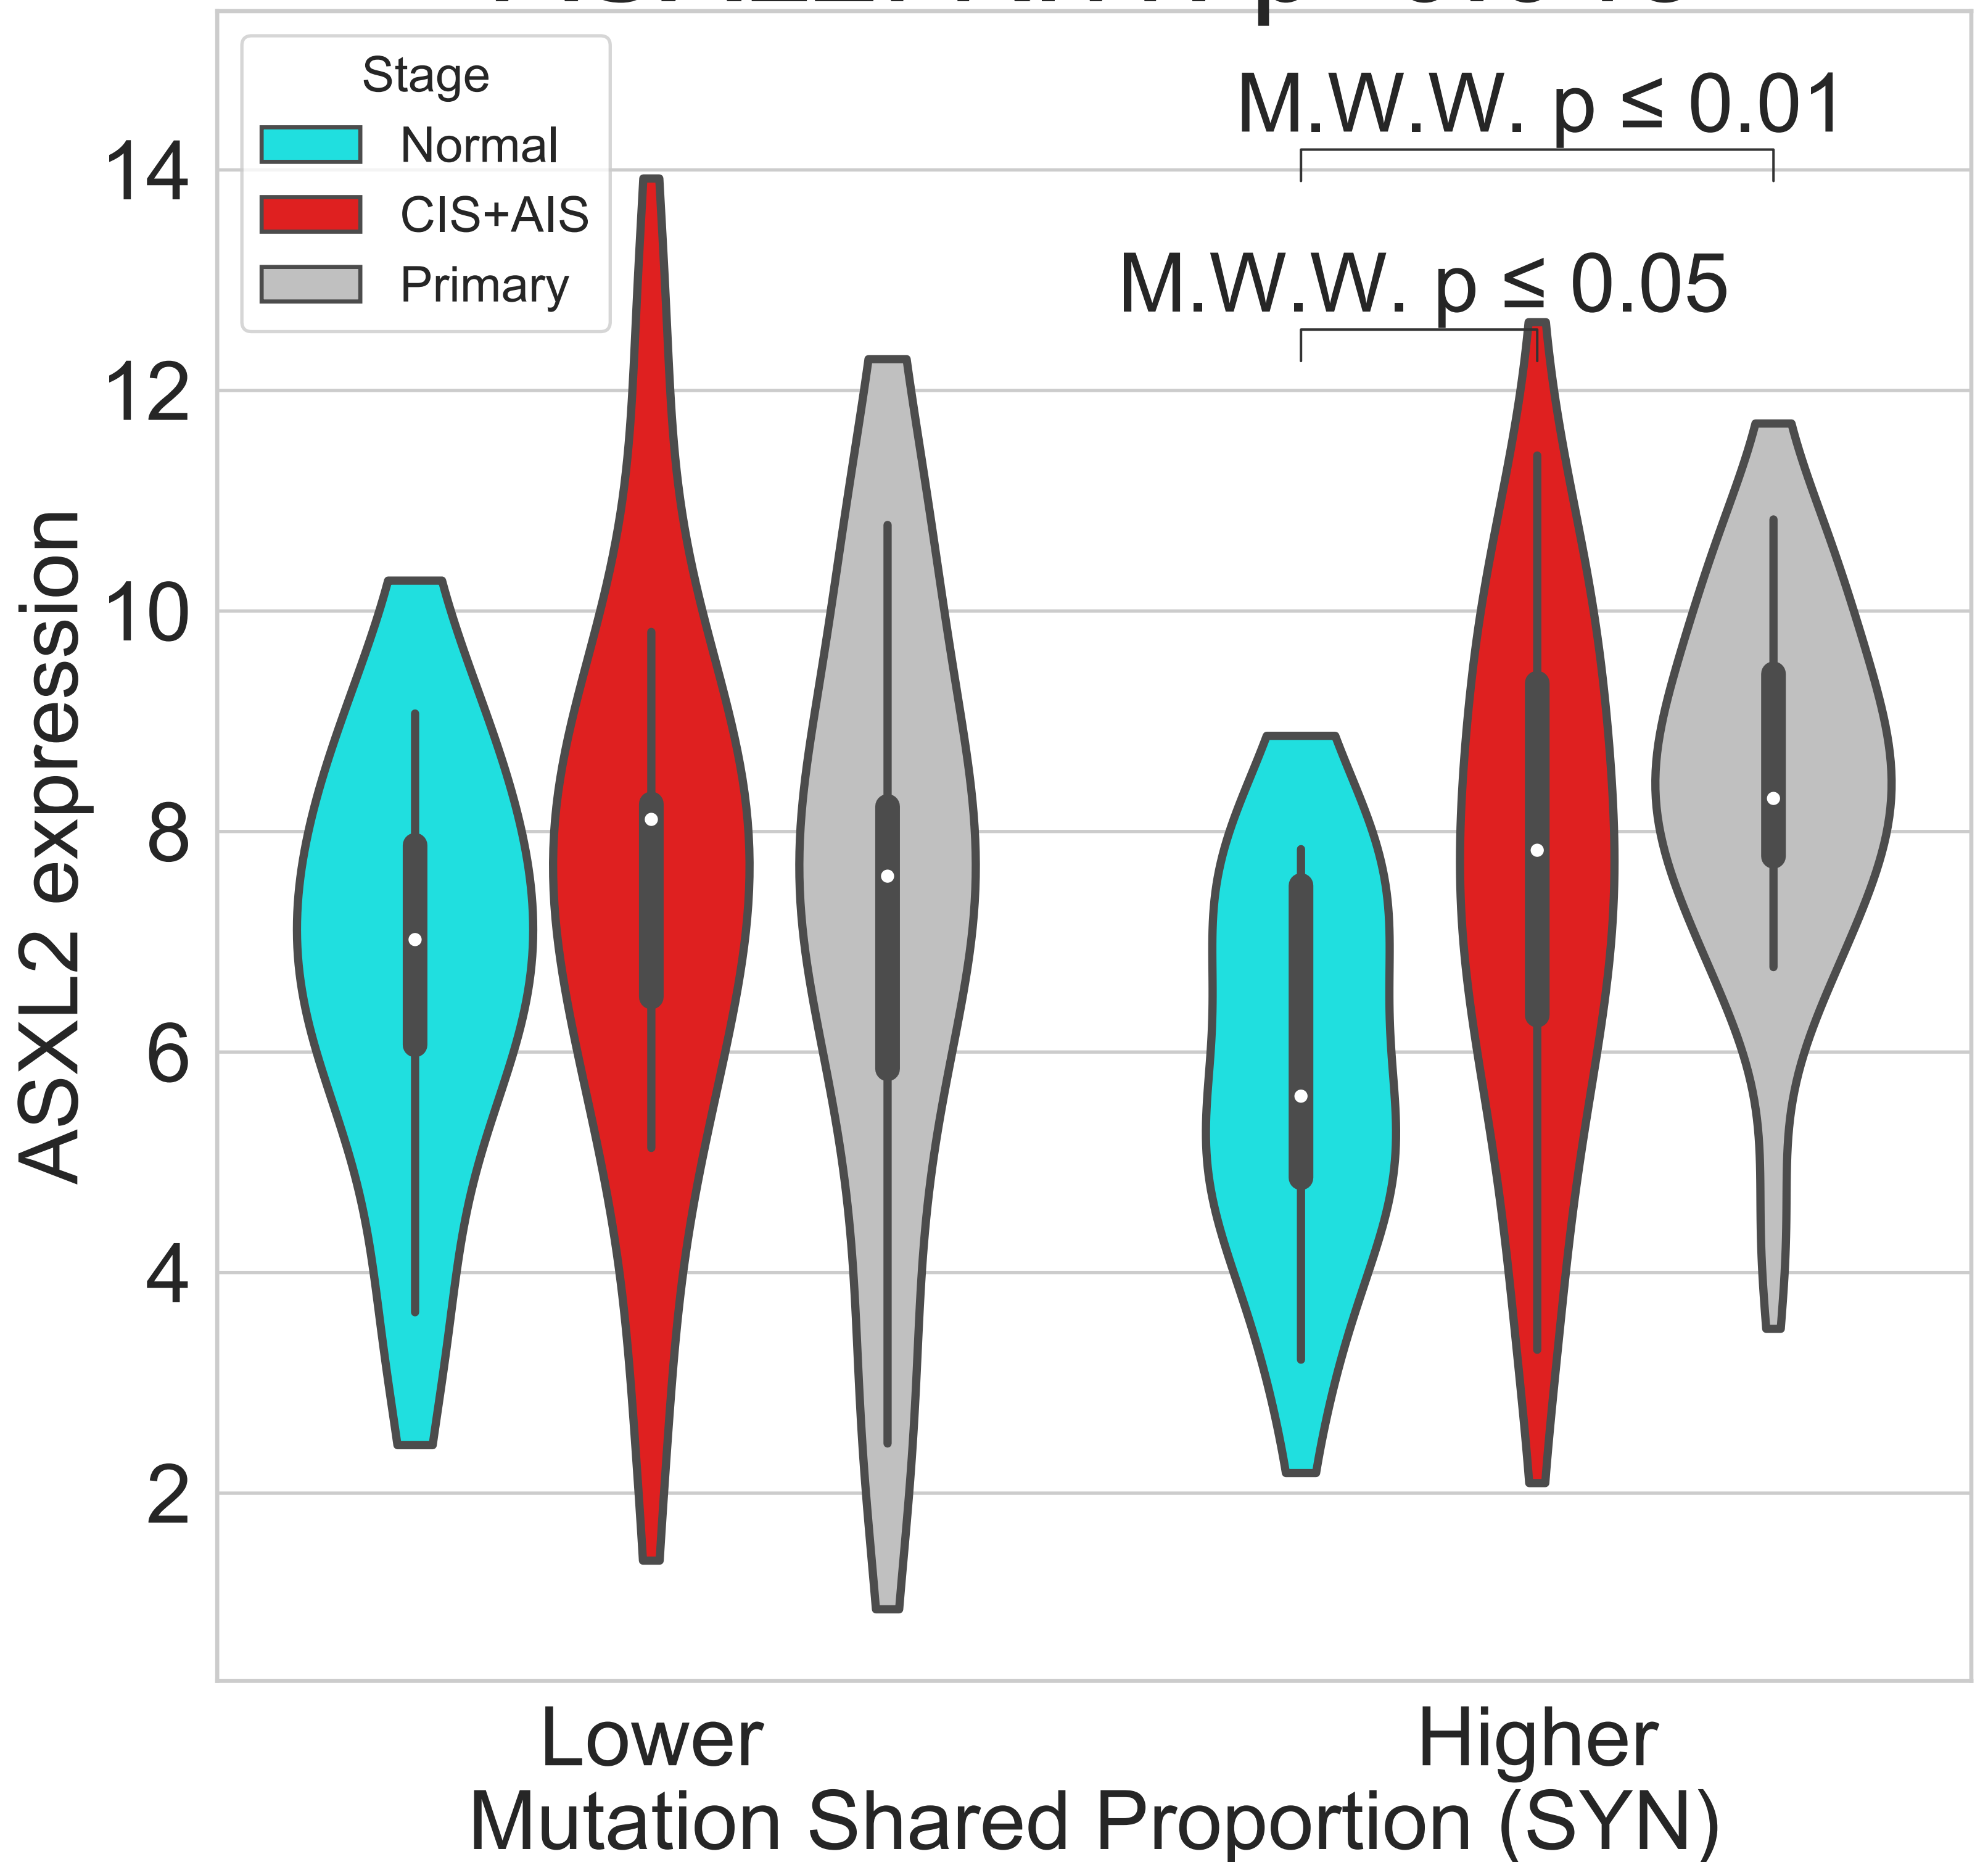 Stage
Normal
CIS+AIS
Primary
M.W.W. p ≤ 0.01
M.W.W. p ≤ 0.05
14
12
10
8
6
4
2
ASXL2 expression
Lower
Higher
Mutation Shared Proportion (SYN)